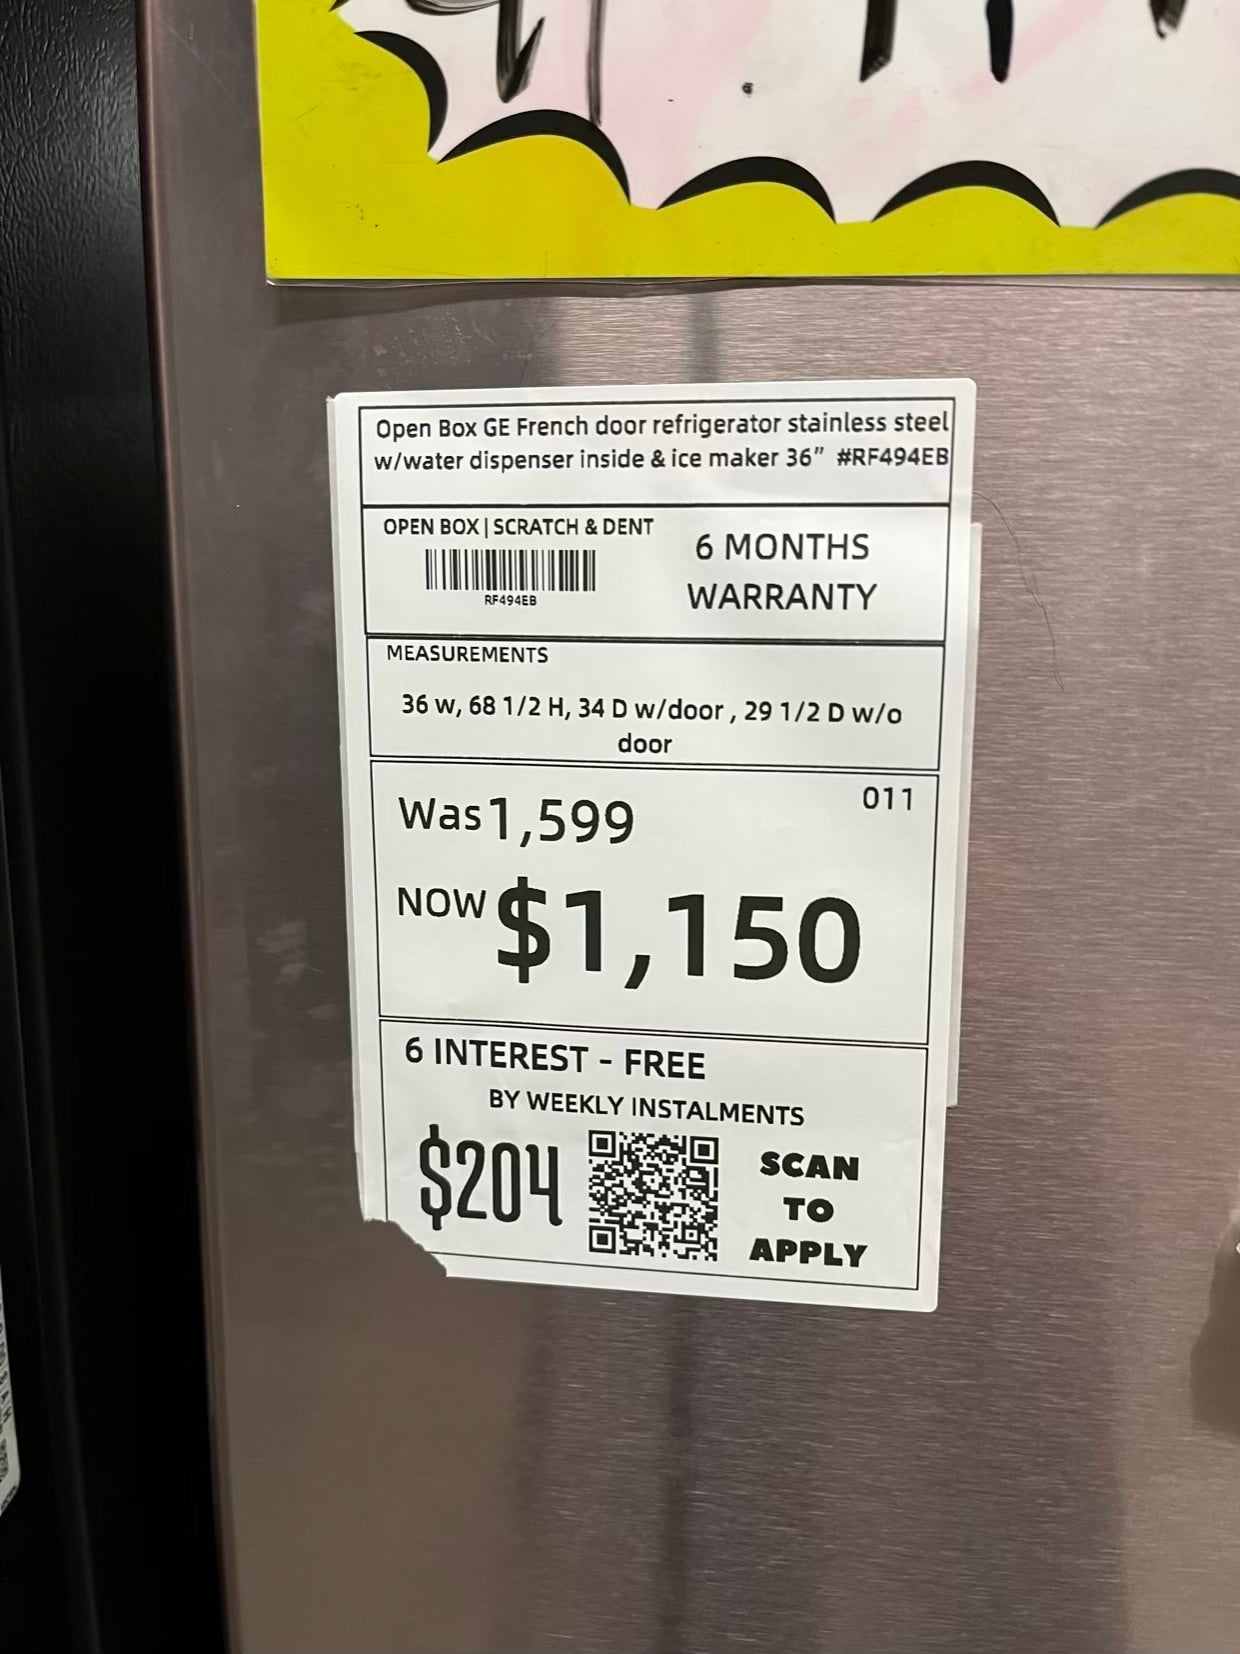 Open Box GE French door refrigerator stainless steel
w/water dispenser inside & ice maker 36” #RF494EB
OPEN BOX | SCRATCH & DENT
RF494EB
6 MONTHS
WARRANTY
MEASUREMENTS
36 w, 68 1/2 H, 34 D w/door , 29 1/2 D w/o
door
011
Was 1,599
NOW $1,150
6 INTEREST - FREE
BY WEEKLY INSTALMENTS
$204
SCAN
TO
APPLY